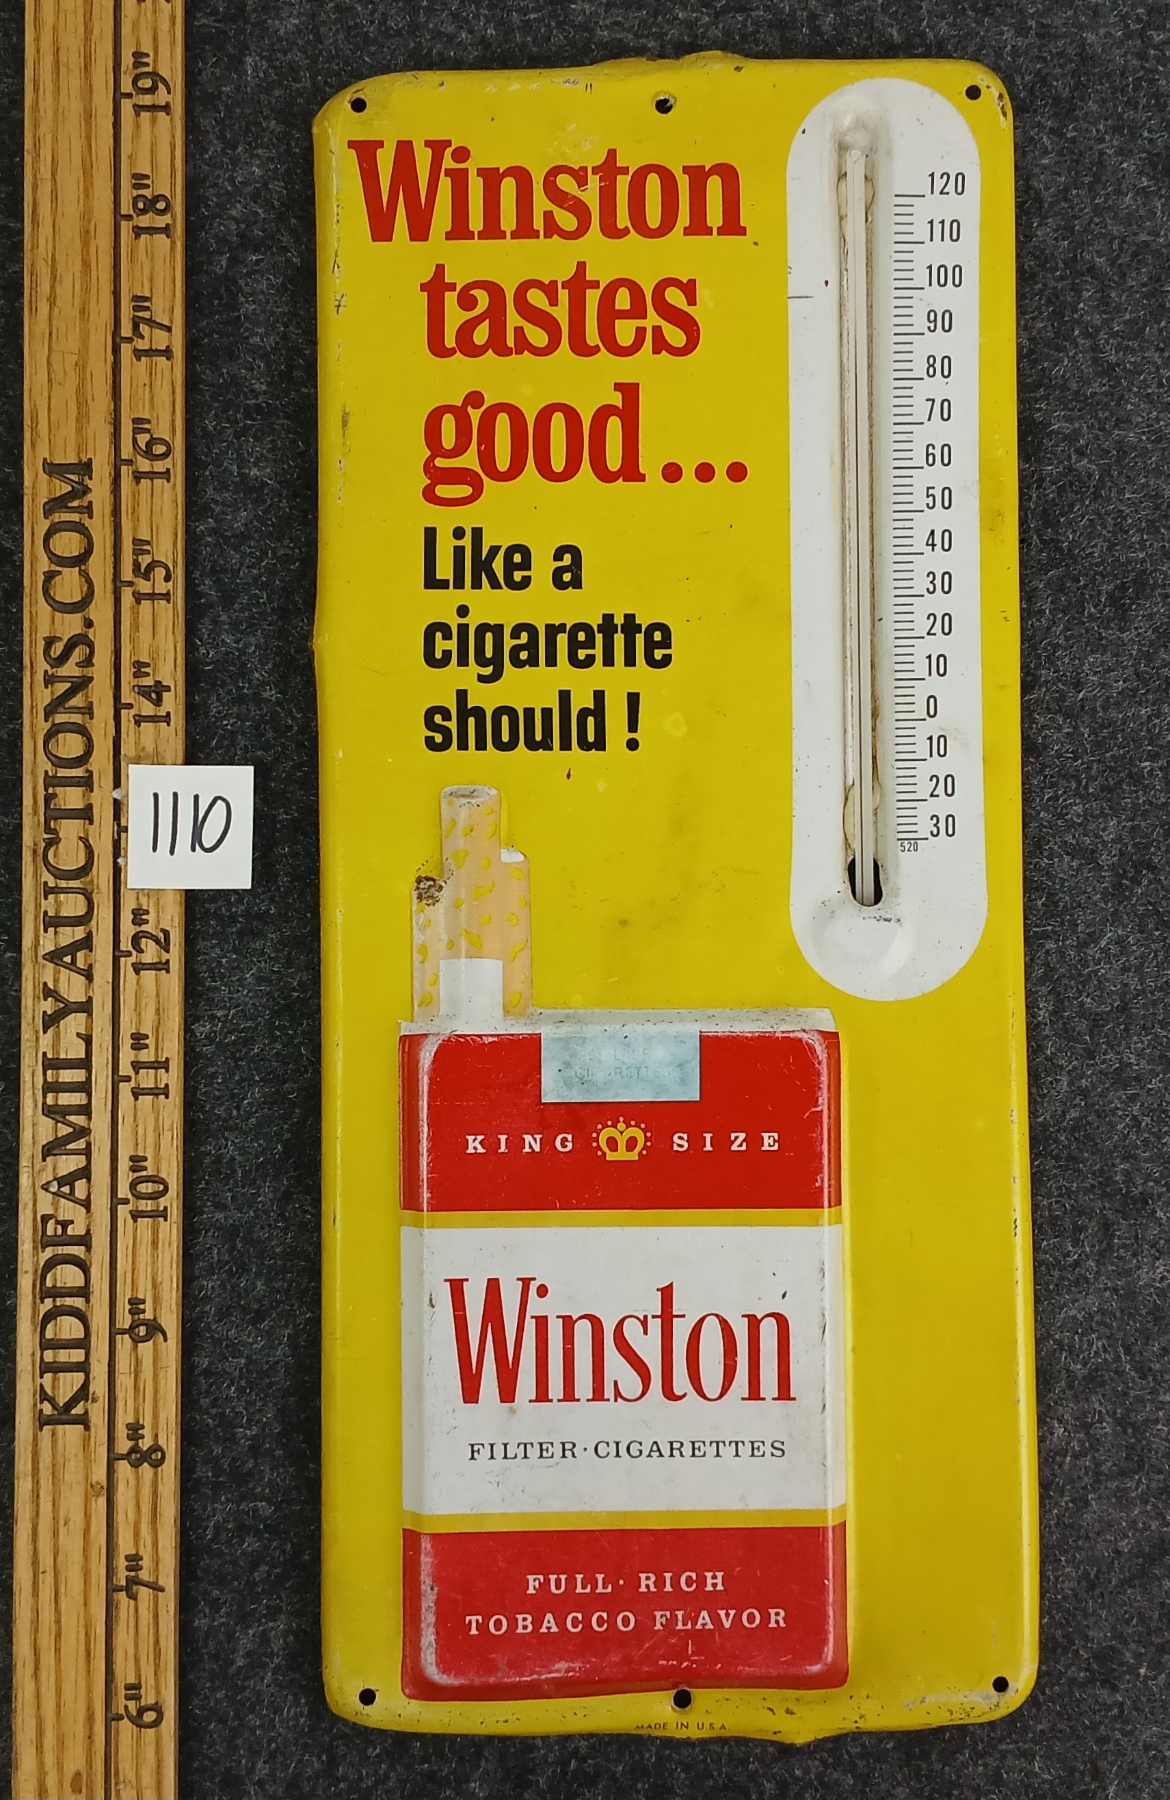 Winston
tastes
good...
Like a
cigarette
should!
120
110
100
90
80
70
60
50
40
30
20
10
0
10
20
30
520
KING SIZE
Winston
FILTER·CIGARETTES
FULL·RICH
TOBACCO FLAVOR
MADE IN U.S.A
1110
KIDDFAMILYAUCTIONS.COM
19"
18"
17"
16"
15"
14"
12"
11"
10"
9"
8"
7"
6"